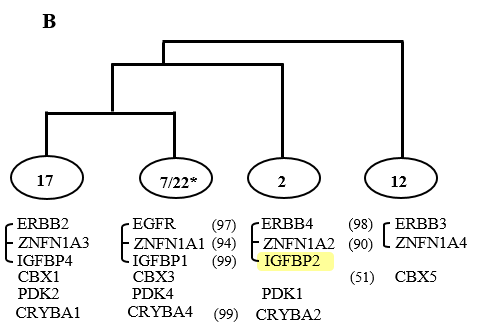 B
17 7/22* 2 12
ERBB2 EGFR (97) ERBB4 (98) ERBB3
ZNFN1A3 ZNFN1A1 (94) ZNFN1A2 (90) ZNFN1A4
IGFBP4 IGFBP1 (99) IGFBP2
CBX1 CBX3 (51) CBX5
PDK2 PDK4 PDK1
CRYBA1 CRYBA4 (99) CRYBA2